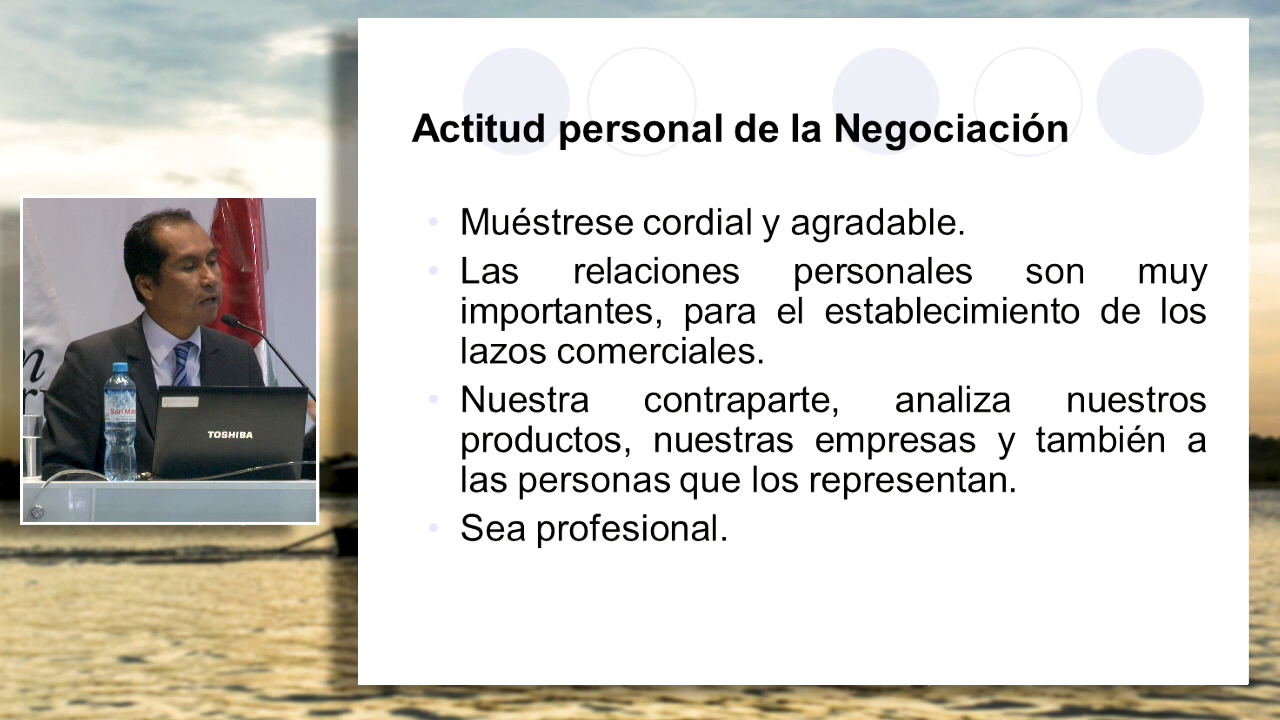 Actitud personal de la Negociación
• Muéstrese cordial y agradable.
• Las relaciones personales son muy
importantes, para el establecimiento de los
lazos comerciales.
• Nuestra contraparte, analiza nuestros
productos, nuestras empresas y también a
las personas que los representan.
• Sea profesional.
San
TOSHIBA